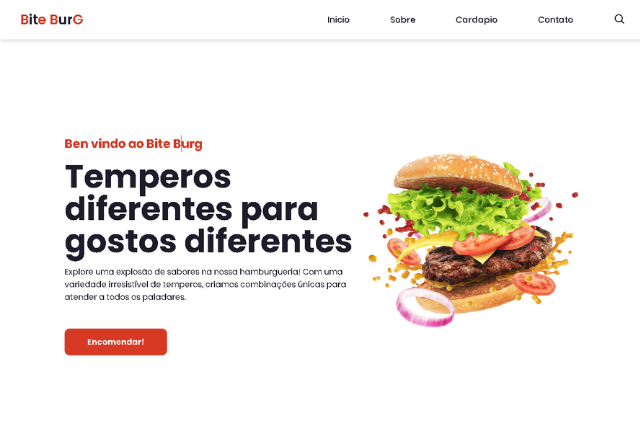 Bite BurG
Inicio
Sobre
Cardapio
Contato
Ben vindo ao Bite Burg
Temperos
diferentes para
gostos diferentes
Explore uma explosão de sabores na nossa hamburgueria! Com uma
variedade irresistível de temperos, criamos combinações únicas para
atender a todos os paladares.
Encomendar!